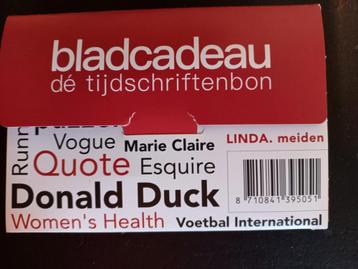 bladcadeau
dé tijdschriftenbon
Vogue
Marie Claire
LINDA. meiden
Quote
Esquire
Donald Duck
Women's Health
Voetbal International
8 710841 395051